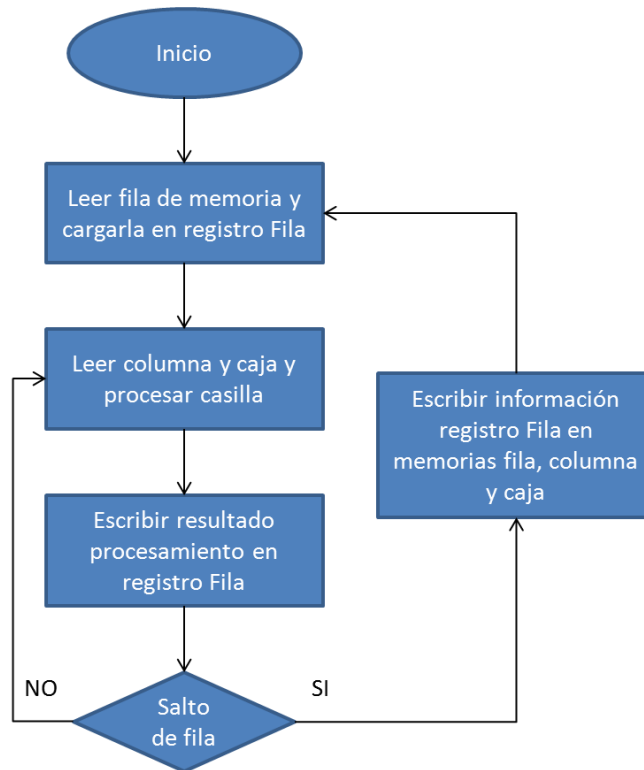 Inicio
Leer fila de memoria y
cargarla en registro Fila
Leer columna y caja y
procesar casilla
Escribir información
registro Fila en
memorias fila, columna
y caja
Escribir resultado
procesamiento en
registro Fila
NO
SI
Salto
de fila